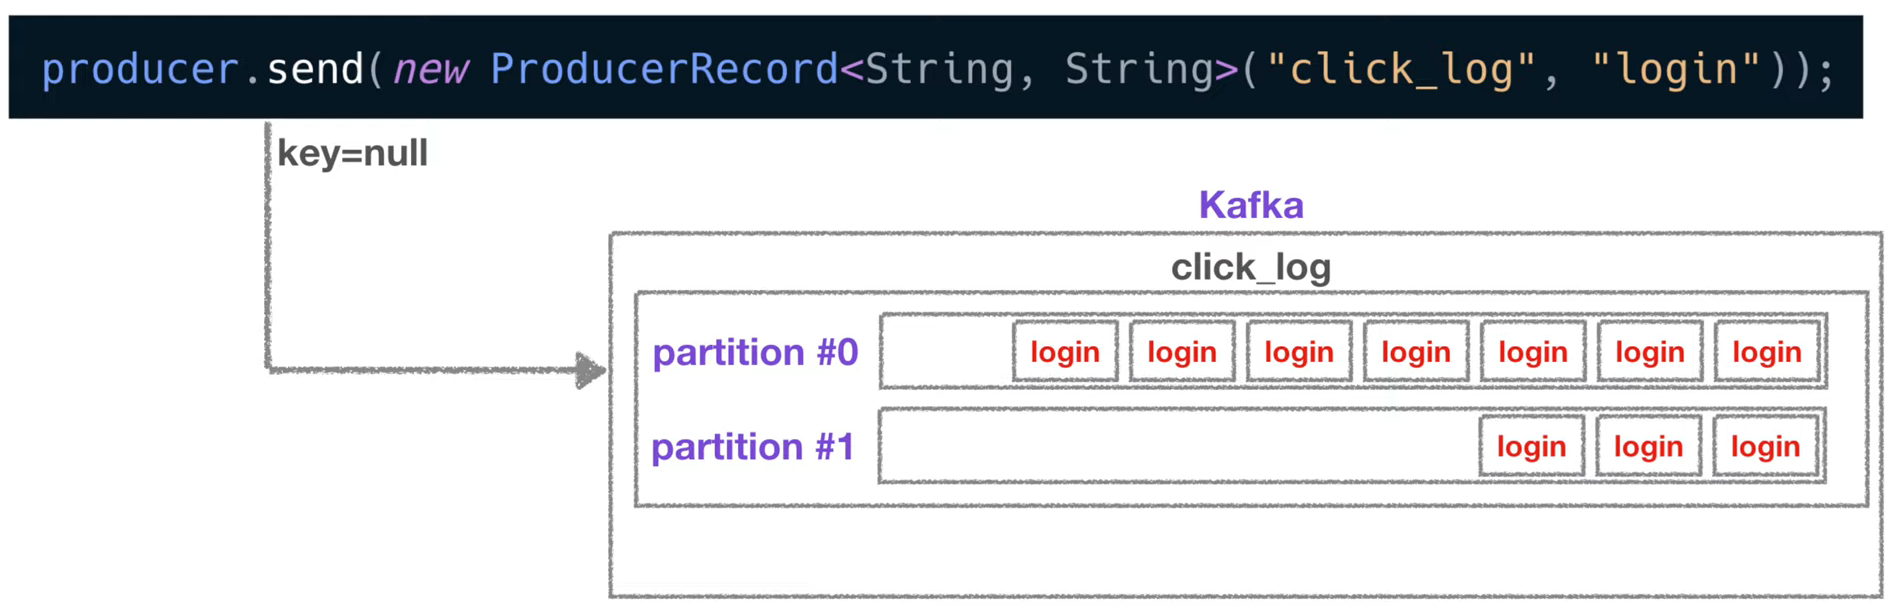 producer.send(new ProducerRecord<String, String>("click_log", "login"));
key=null
Kafka
click_log
partition #0 login login login login login login login
partition #1 login login login